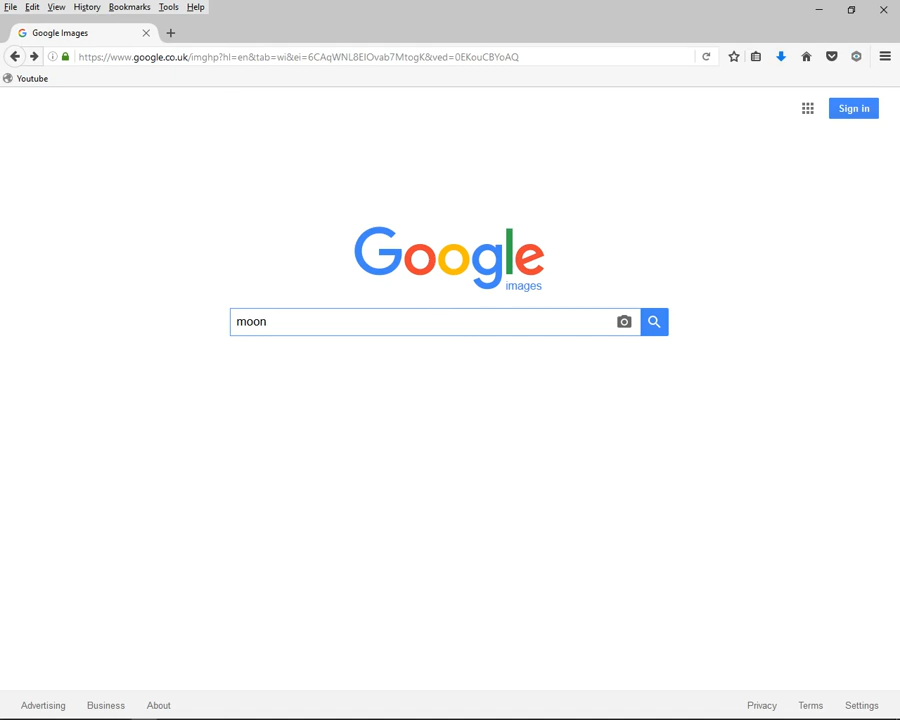 File Edit View History Bookmarks Tools Help
Google Images
https://www.google.co.uk/imghp?hl=en&tab=wi&ei=6CAqWNL8EIOvab7MtogK&ved=0EKouCBYoAQ
Youtube
Sign in
Google
images
moon
Advertising Business About Privacy Terms Settings